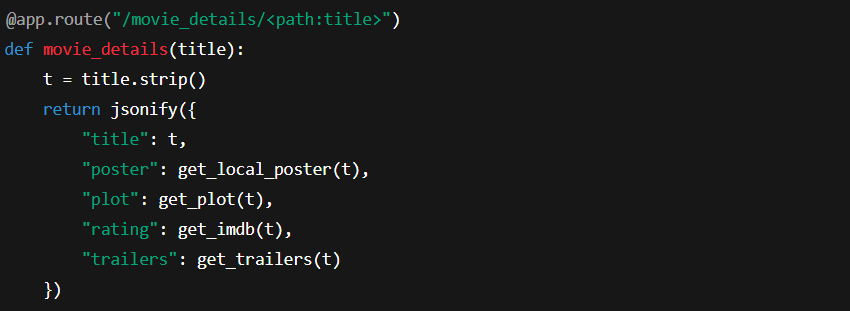 @app.route("/movie_details/<path:title>")
def movie_details(title):
    t = title.strip()
    return jsonify({
        "title": t,
        "poster": get_local_poster(t),
        "plot": get_plot(t),
        "rating": get_imdb(t),
        "trailers": get_trailers(t)
    })